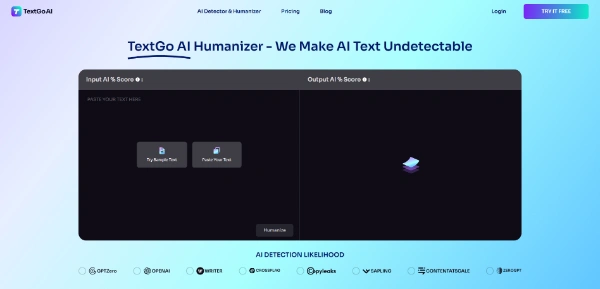 TextGo AI
AI Detector & Humanizer
Pricing
Blog
Login
TRY IT FREE
TextGo AI Humanizer - We Make AI Text Undetectable
Input AI % Score
Output AI % Score
PASTE YOUR TEXT HERE
Try Sample Text
Paste Your Text
Humanize
AI DETECTION LIKELIHOOD
GPTZero
OPENAI
WRITER
CROSSPLAG
copyleaks
SAPLING
CONTENTATSCALE
ZEROGPT